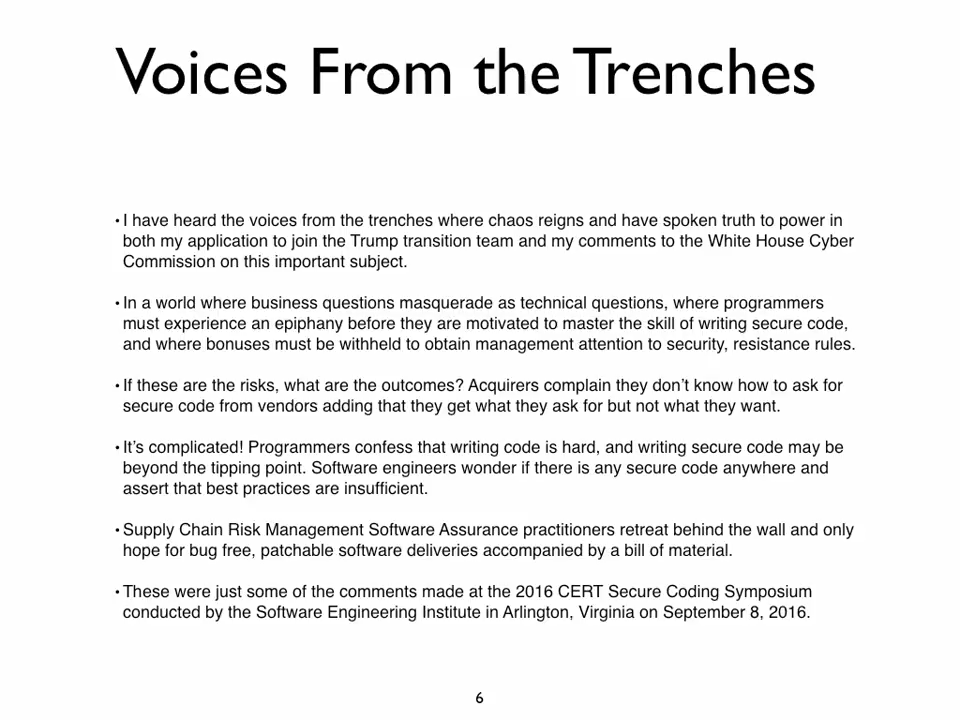 Voices From the Trenches
• I have heard the voices from the trenches where chaos reigns and have spoken truth to power in
both my application to join the Trump transition team and my comments to the White House Cyber
Commission on this important subject.
• In a world where business questions masquerade as technical questions, where programmers
must experience an epiphany before they are motivated to master the skill of writing secure code,
and where bonuses must be withheld to obtain management attention to security, resistance rules.
• If these are the risks, what are the outcomes? Acquirers complain they don’t know how to ask for
secure code from vendors adding that they get what they ask for but not what they want.
• It’s complicated! Programmers confess that writing code is hard, and writing secure code may be
beyond the tipping point. Software engineers wonder if there is any secure code anywhere and
assert that best practices are insufficient.
• Supply Chain Risk Management Software Assurance practitioners retreat behind the wall and only
hope for bug free, patchable software deliveries accompanied by a bill of material.
• These were just some of the comments made at the 2016 CERT Secure Coding Symposium
conducted by the Software Engineering Institute in Arlington, Virginia on September 8, 2016.
6